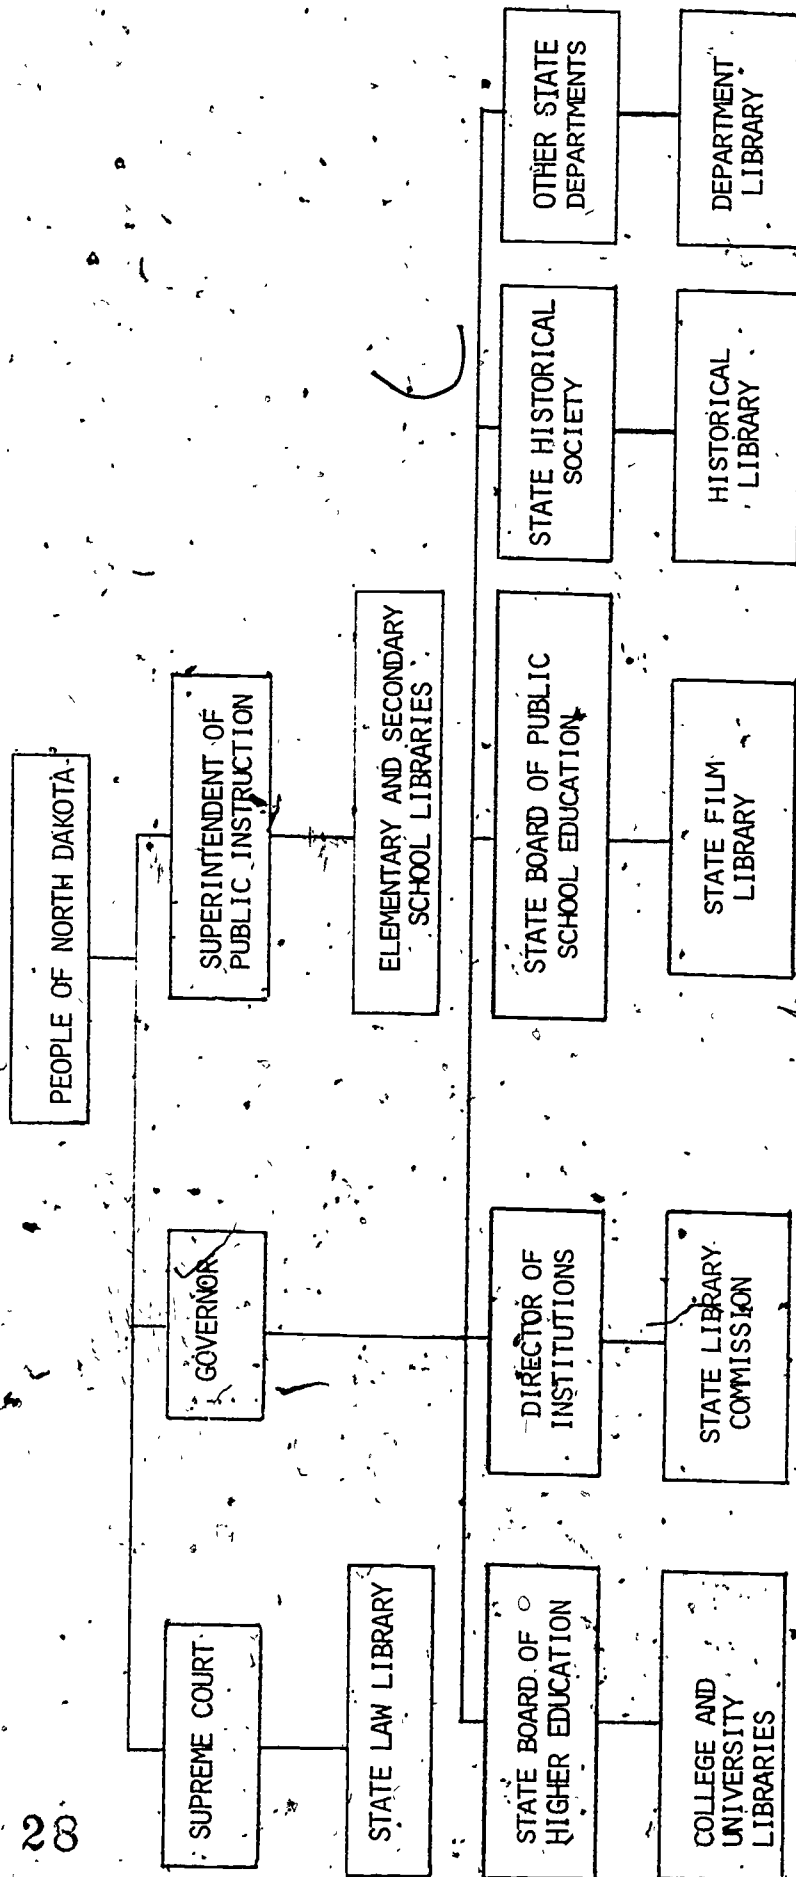 PEOPLE OF NORTH DAKOTA
SUPREME COURT
GOVERNOR
SUPERINTENDENT OF
PUBLIC INSTRUCTION
STATE LAW LIBRARY
ELEMENTARY AND SECONDARY
SCHOOL LIBRARIES
STATE BOARD OF
HIGHER EDUCATION
DIRECTOR OF
INSTITUTIONS
STATE BOARD OF PUBLIC
SCHOOL EDUCATION
STATE HISTORICAL
SOCIETY
OTHER STATE
DEPARTMENTS
COLLEGE AND
UNIVERSITY
LIBRARIES
STATE LIBRARY
COMMISSION
STATE FILM
LIBRARY
HISTORICAL
LIBRARY
DEPARTMENT
LIBRARY
28